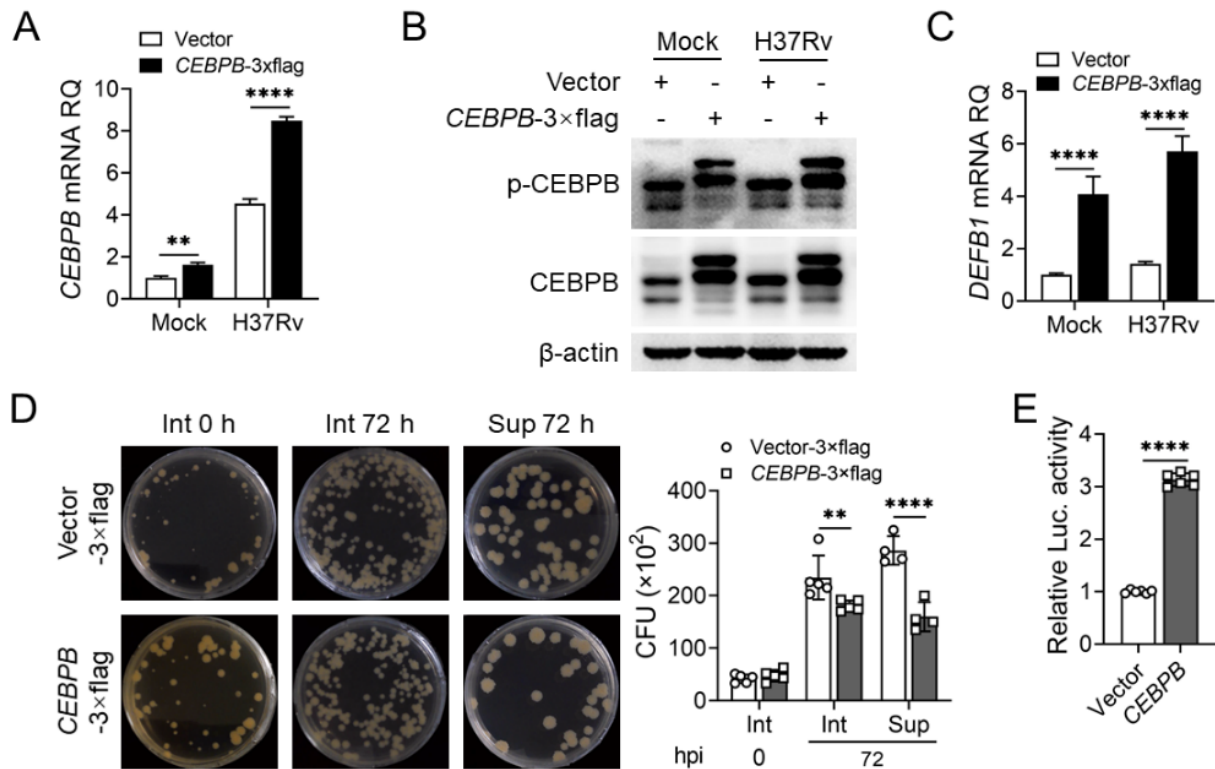 A
Vector
CEBPB-3xflag
CEBPB mRNA RQ
10
8
6
4
2
0
**
****
Mock
H37Rv
B
Mock
H37Rv
Vector
+
-
+
-
CEBPB-3×flag
-
+
-
+
p-CEBPB
CEBPB
β-actin
C
Vector
CEBPB-3xflag
DEFB1 mRNA RQ
8
6
4
2
0
****
****
Mock
H37Rv
D
Int 0 h
Int 72 h
Sup 72 h
Vector
-3×flag
CEBPB
-3×flag
Vector-3×flag
CEBPB-3×flag
CFU (×10²)
400
300
200
100
0
**
****
Int
Int
Sup
hpi
0
72
E
Relative Luc. activity
4
3
2
1
0
****
Vector
CEBPB